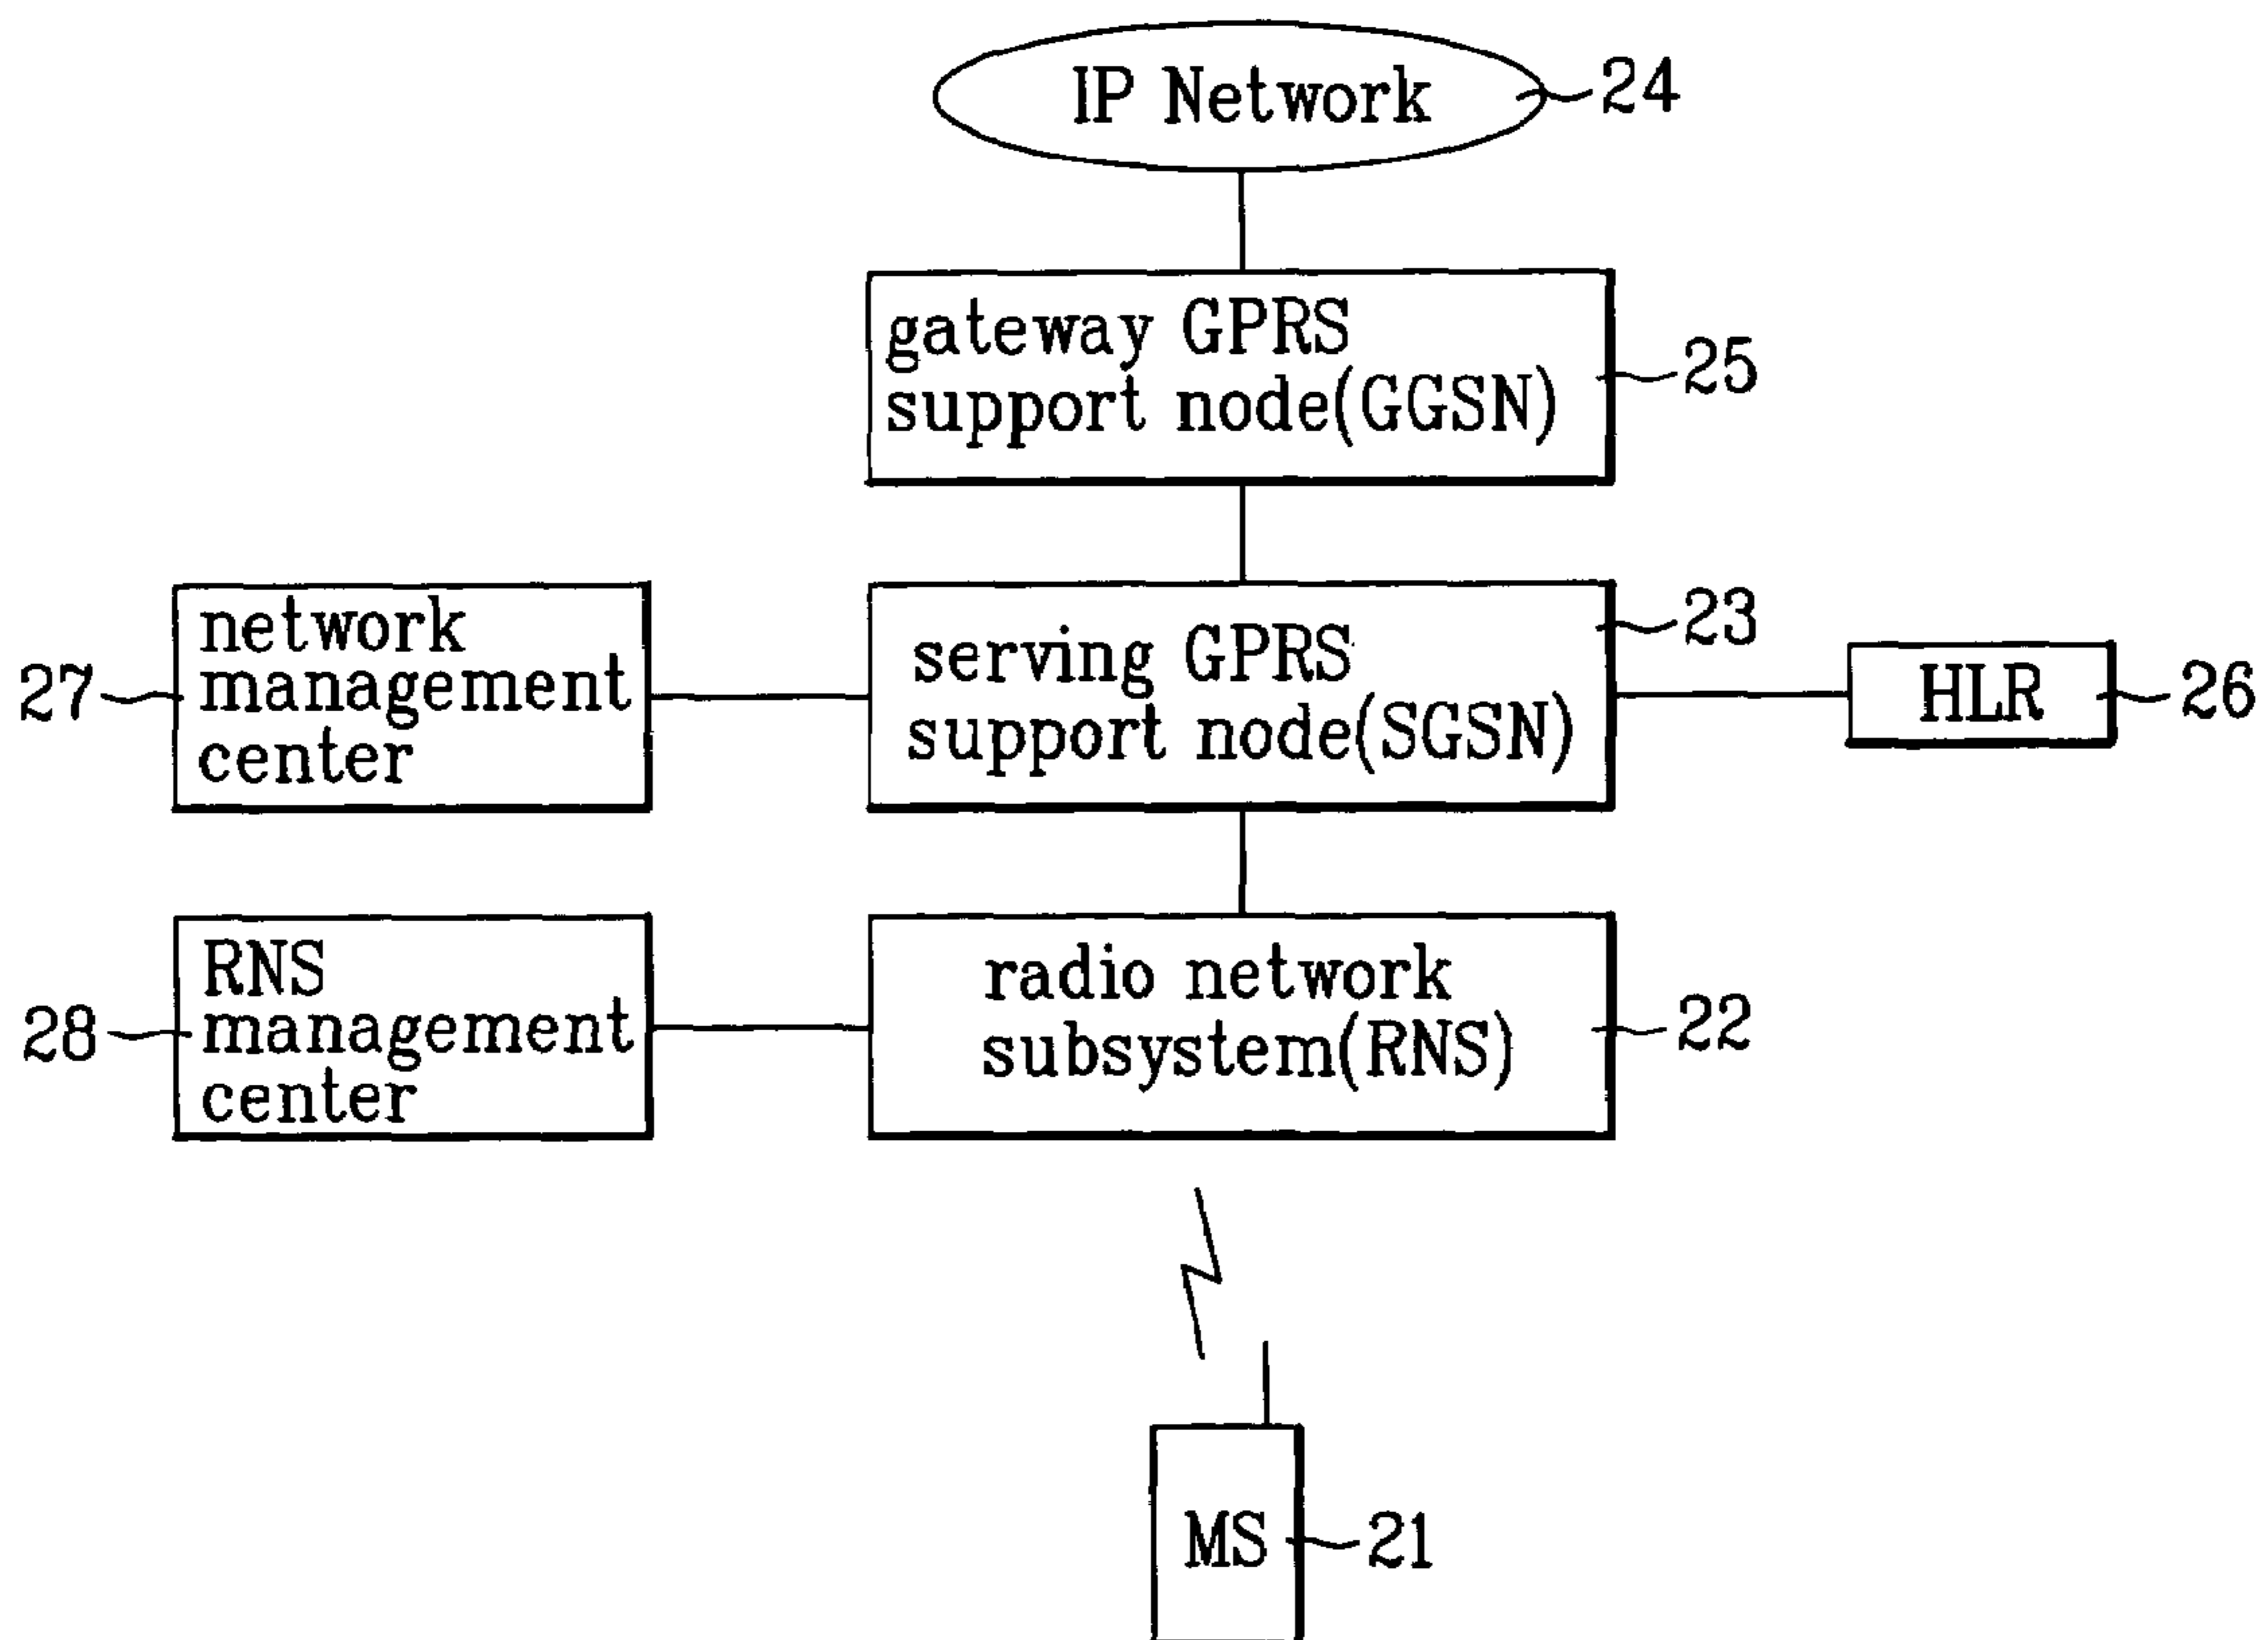 IP Network
24
gateway GPRS
support node(GGSN)
25
network
management
center
27
serving GPRS
support node(SGSN)
23
HLR
26
RNS
management
center
28
radio network
subsystem(RNS)
22
MS
21